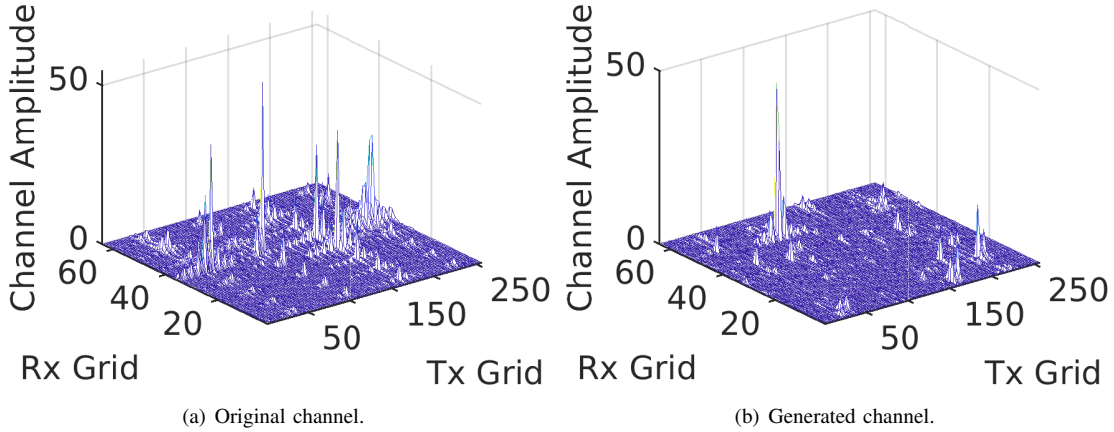 Channel Amplitude
50
0
60
40
20
50
150
250
Rx Grid
Tx Grid
(a) Original channel.
Channel Amplitude
50
0
60
40
20
50
150
250
Rx Grid
Tx Grid
(b) Generated channel.